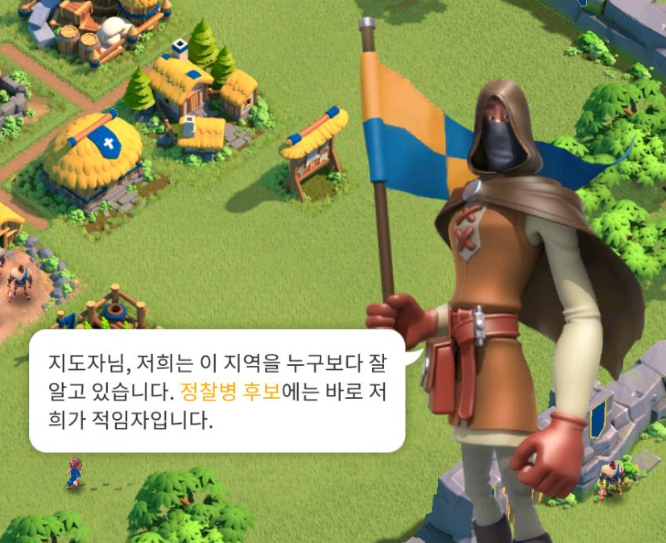 지도자님, 저희는 이 지역을 누구보다 잘
알고 있습니다. 정찰병 후보에는 바로 저
희가 적임자입니다.